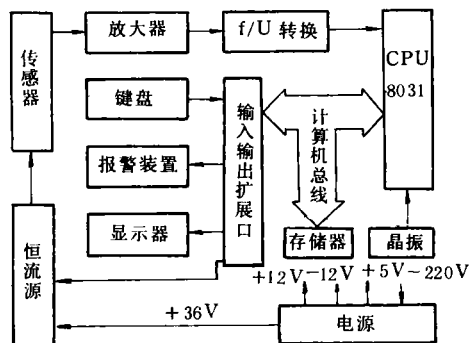 传感器
放大器
f/U 转换
CPU
8031
键盘
报警装置
显示器
输入输出扩展口
计算机总线
存储器
晶振
恒流源
+12V
-12V
+5V
~220V
+36V
电源